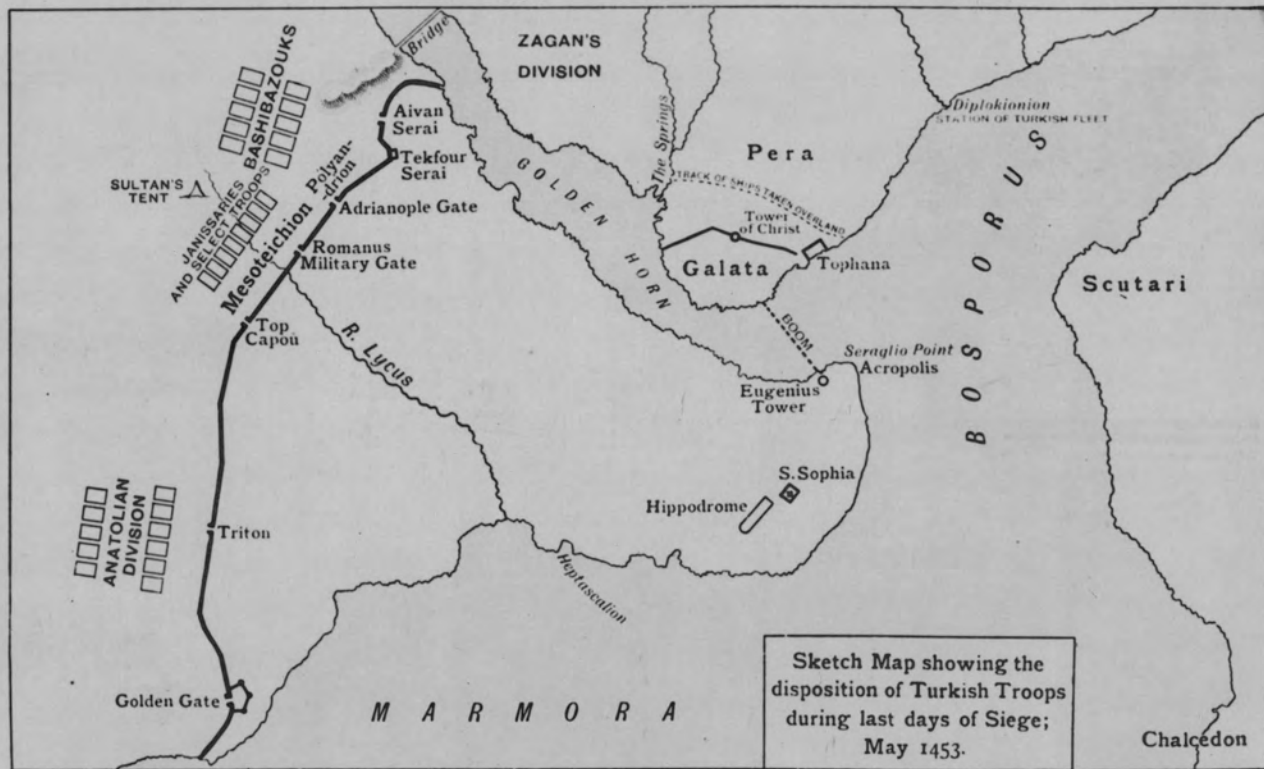 Bridge
ZAGAN'S
DIVISION
BASHIBAZOUKS
Aivan
Serai
Tekfour
Serai
Polyan-
drion
SULTAN'S
TENT
JANISSARIES
AND SELECT TROOPS
Mesoteichion
Adrianople Gate
Romanus
Military Gate
Top
Capou
R. Lycus
GOLDEN HORN
The Springs
Pera
TRACK OF SHIPS TAKEN OVERLAND
Tower
of Christ
Galata
Tophana
Diplokionion
STATION OF TURKISH FLEET
BOSPORUS
Scutari
BOOM
Seraglio Point
Acropolis
Eugenius
Tower
S. Sophia
Hippodrome
ANATOLIAN
DIVISION
Triton
Heptascalion
Golden Gate
MARMORA
Sketch Map showing the
disposition of Turkish Troops
during last days of Siege;
May 1453.
Chalcedon